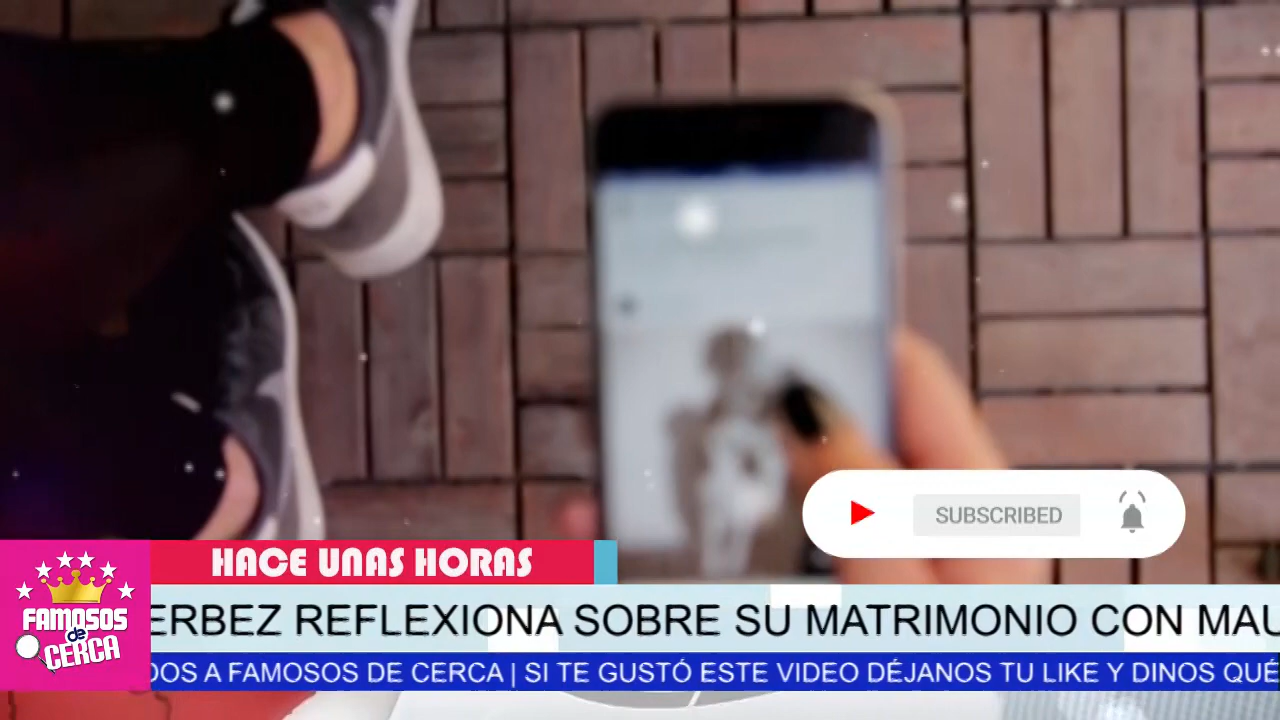 SUBSCRIBED
HACE UNAS HORAS
FAMOSOS
de
CERCA
ERBEZ REFLEXIONA SOBRE SU MATRIMONIO CON MAU
DOS A FAMOSOS DE CERCA | SI TE GUSTÓ ESTE VIDEO DÉJANOS TU LIKE Y DINOS QUÉ